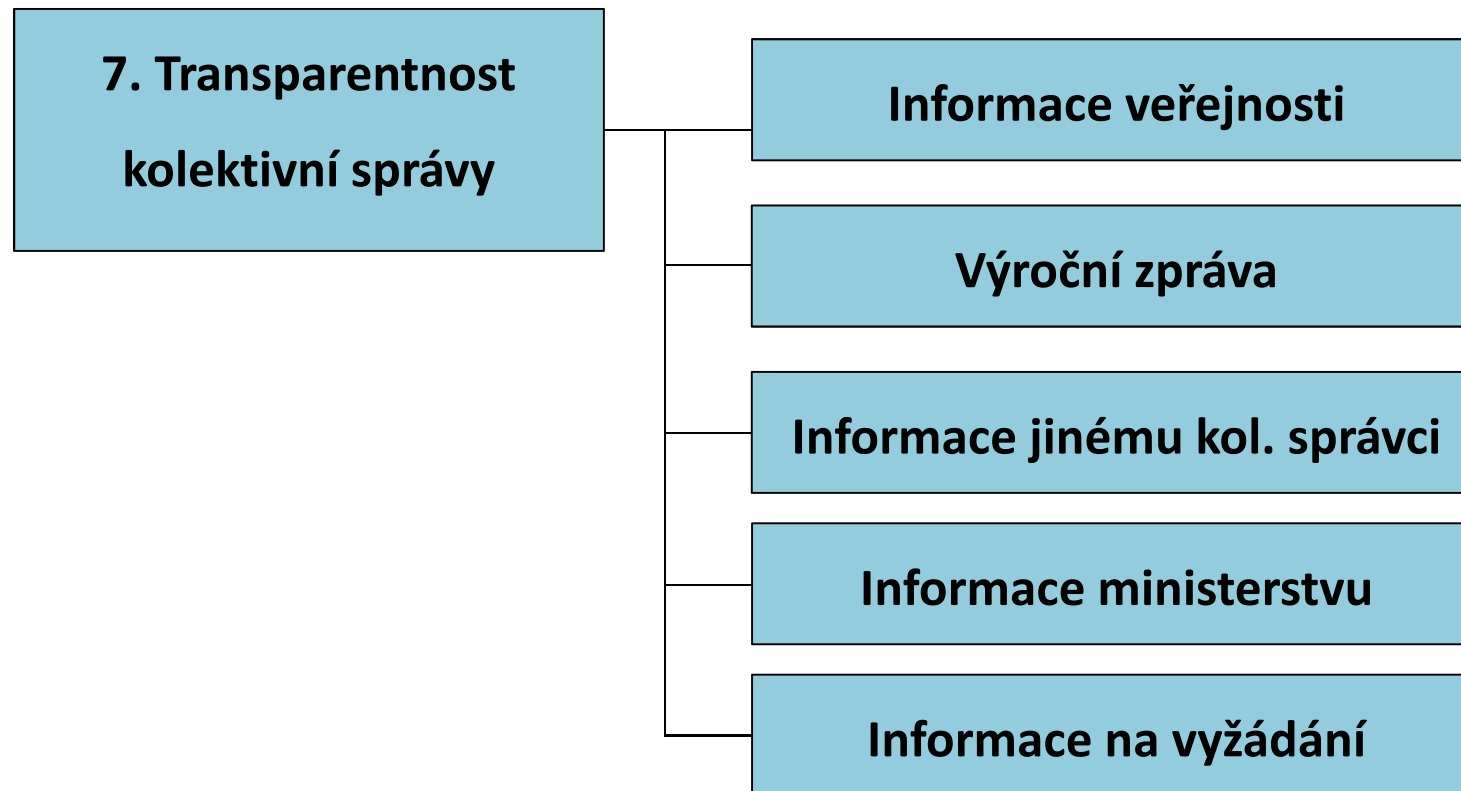 7. Transparentnost
kolektivní správy
Informace veřejnosti
Výroční zpráva
Informace jinému kol. správci
Informace ministerstvu
Informace na vyžádání